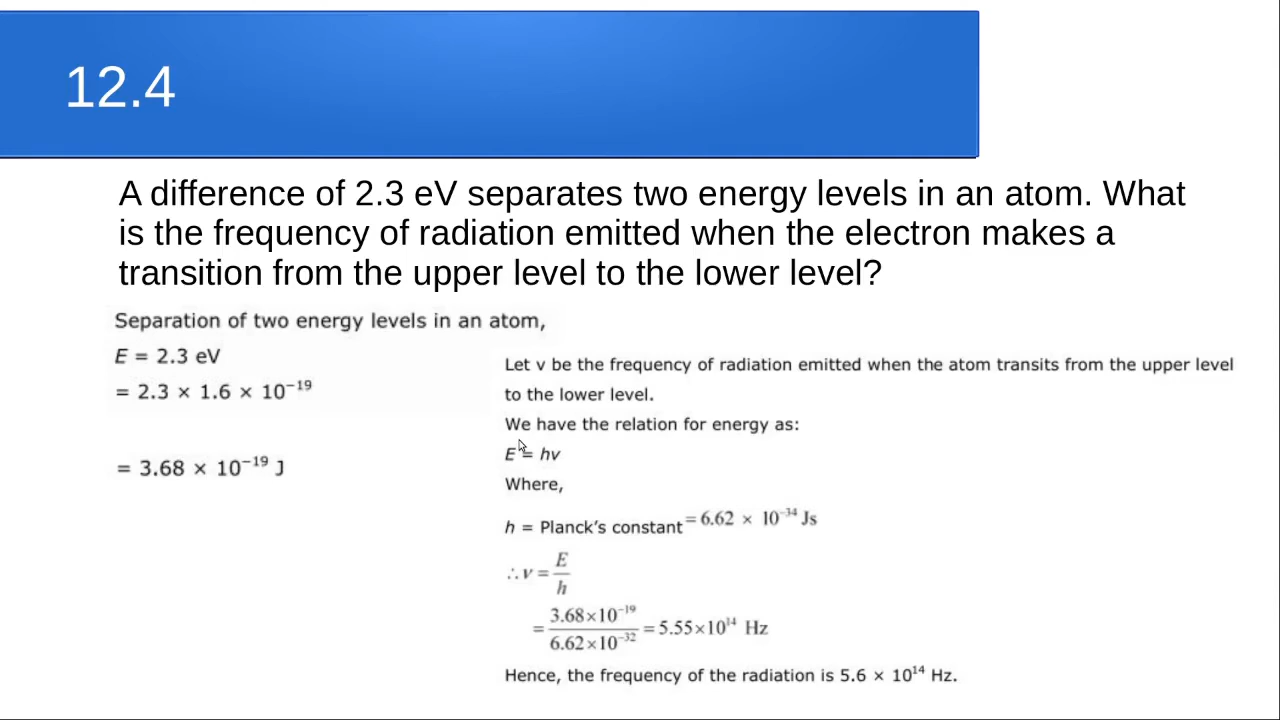 12.4
A difference of 2.3 eV separates two energy levels in an atom. What
is the frequency of radiation emitted when the electron makes a
transition from the upper level to the lower level?
Separation of two energy levels in an atom,
E = 2.3 eV
= 2.3 × 1.6 × 10⁻¹⁹
= 3.68 × 10⁻¹⁹ J
Let v be the frequency of radiation emitted when the atom transits from the upper level
to the lower level.
We have the relation for energy as:
E = hv
Where,
h = Planck's constant = 6.62 × 10⁻³⁴ Js
∴ v = E/h
= 3.68×10⁻¹⁹/6.62×10⁻³² = 5.55×10¹⁴ Hz
Hence, the frequency of the radiation is 5.6 × 10¹⁴ Hz.